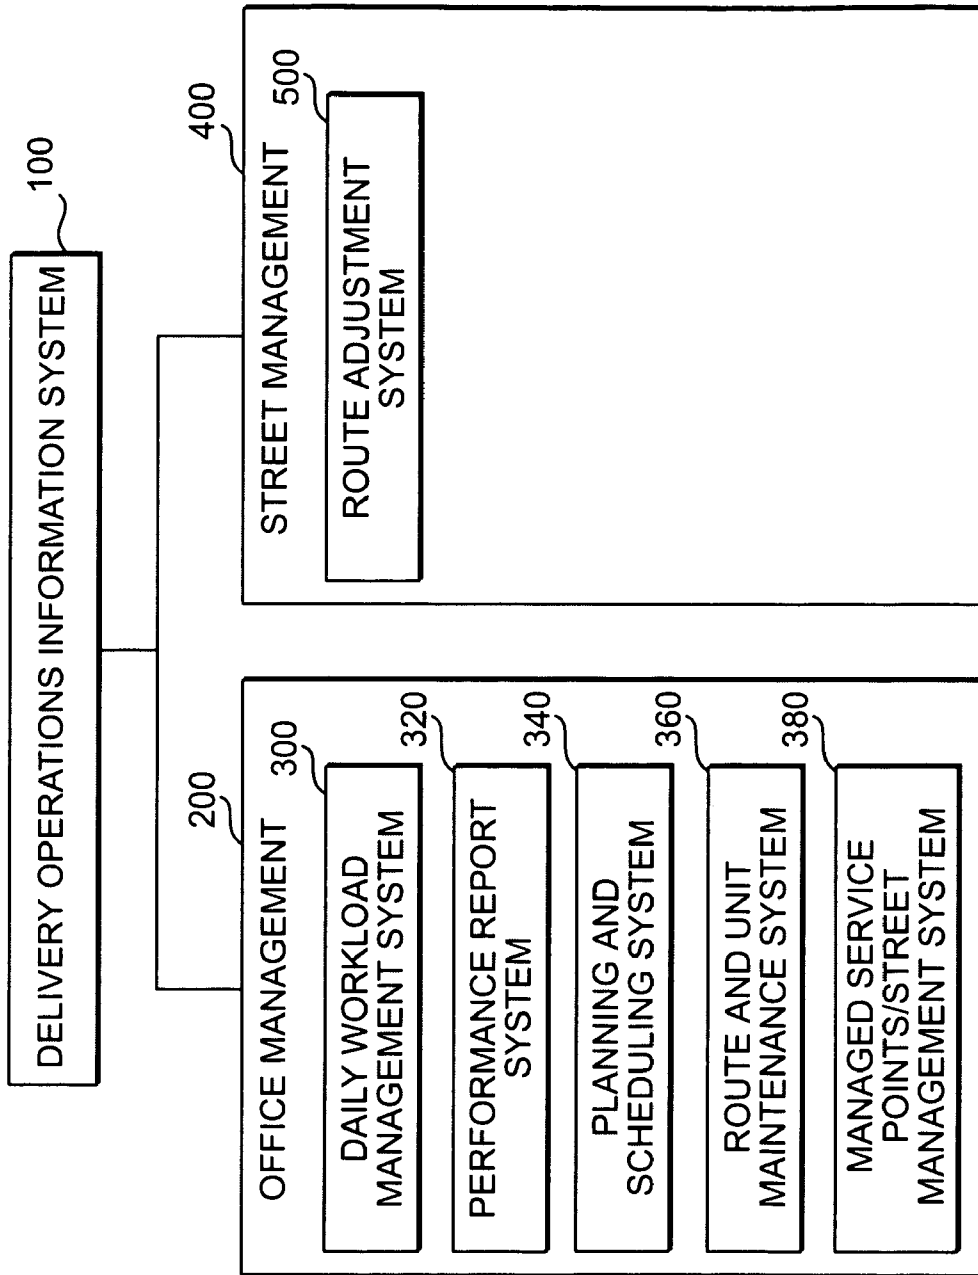 DELIVERY OPERATIONS INFORMATION SYSTEM
100
200
OFFICE MANAGEMENT
300
DAILY WORKLOAD
MANAGEMENT SYSTEM
320
PERFORMANCE REPORT
SYSTEM
340
PLANNING AND
SCHEDULING SYSTEM
360
ROUTE AND UNIT
MAINTENANCE SYSTEM
380
MANAGED SERVICE
POINTS/STREET
MANAGEMENT SYSTEM
400
STREET MANAGEMENT
500
ROUTE ADJUSTMENT
SYSTEM